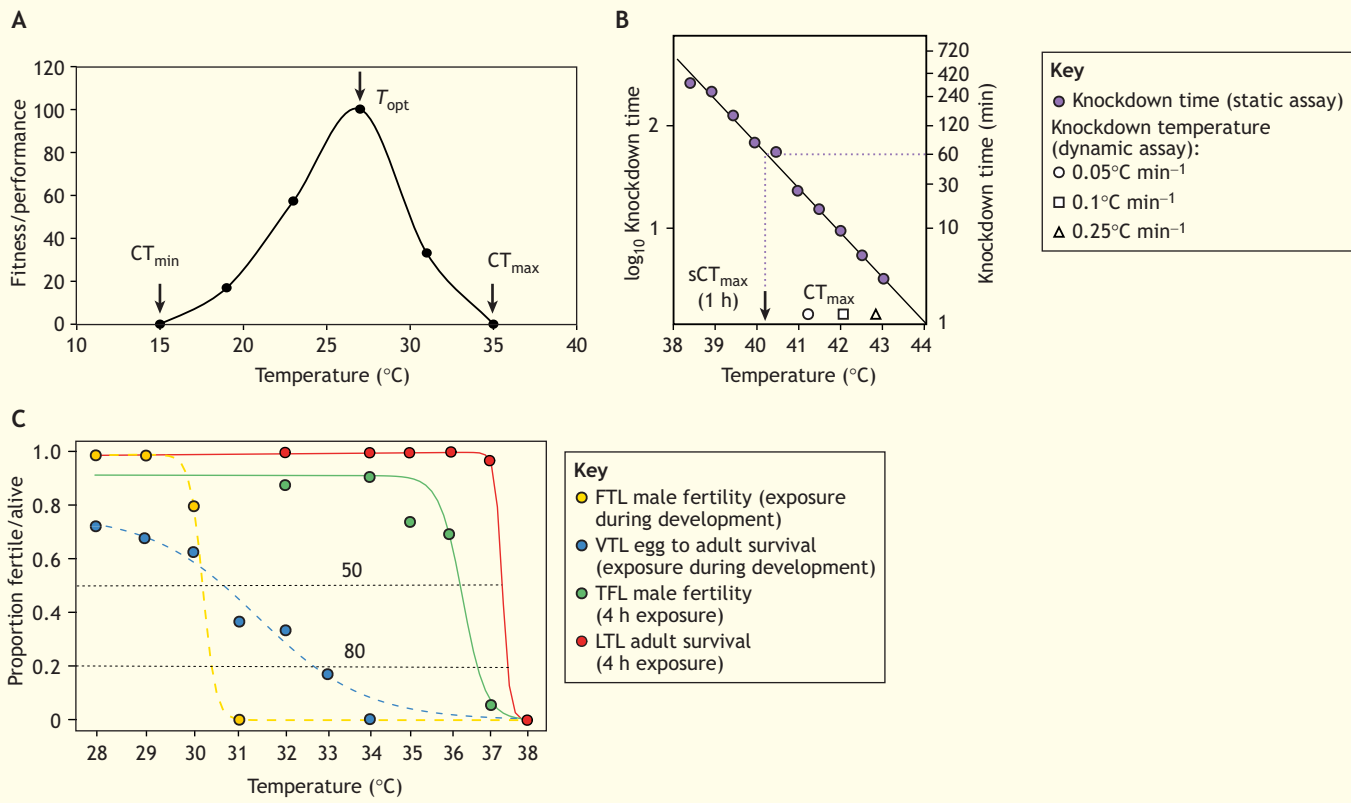 A
120
100
80
60
40
20
0
Fitness/performance
CTmin
Topt
CTmax
10 15 20 25 30 35 40
Temperature (°C)
B
2
1
log10 Knockdown time
720
420
240
120
60
30
10
1
Knockdown time (min)
sCTmax
(1 h)
CTmax
38 39 40 41 42 43 44
Temperature (°C)
Key
Knockdown time (static assay)
Knockdown temperature
(dynamic assay):
0.05°C min–1
0.1°C min–1
0.25°C min–1
C
1.0
0.8
0.6
0.4
0.2
0
Proportion fertile/alive
50
80
28 29 30 31 32 33 34 35 36 37 38
Temperature (°C)
Key
FTL male fertility (exposure
during development)
VTL egg to adult survival
(exposure during development)
TFL male fertility
(4 h exposure)
LTL adult survival
(4 h exposure)